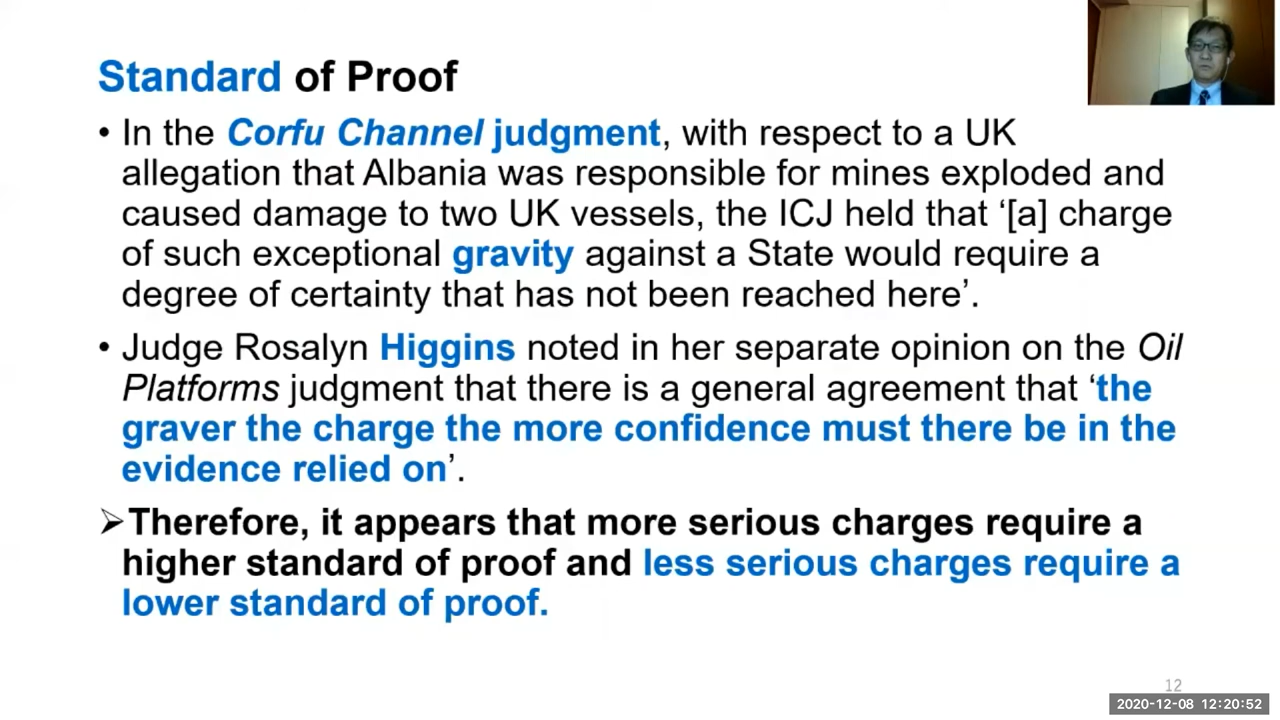 Standard of Proof
• In the Corfu Channel judgment, with respect to a UK
allegation that Albania was responsible for mines exploded and
caused damage to two UK vessels, the ICJ held that ‘[a] charge
of such exceptional gravity against a State would require a
degree of certainty that has not been reached here’.
• Judge Rosalyn Higgins noted in her separate opinion on the Oil
Platforms judgment that there is a general agreement that ‘the
graver the charge the more confidence must there be in the
evidence relied on’.
➢Therefore, it appears that more serious charges require a
higher standard of proof and less serious charges require a
lower standard of proof.
12
2020-12-08 12:20:52